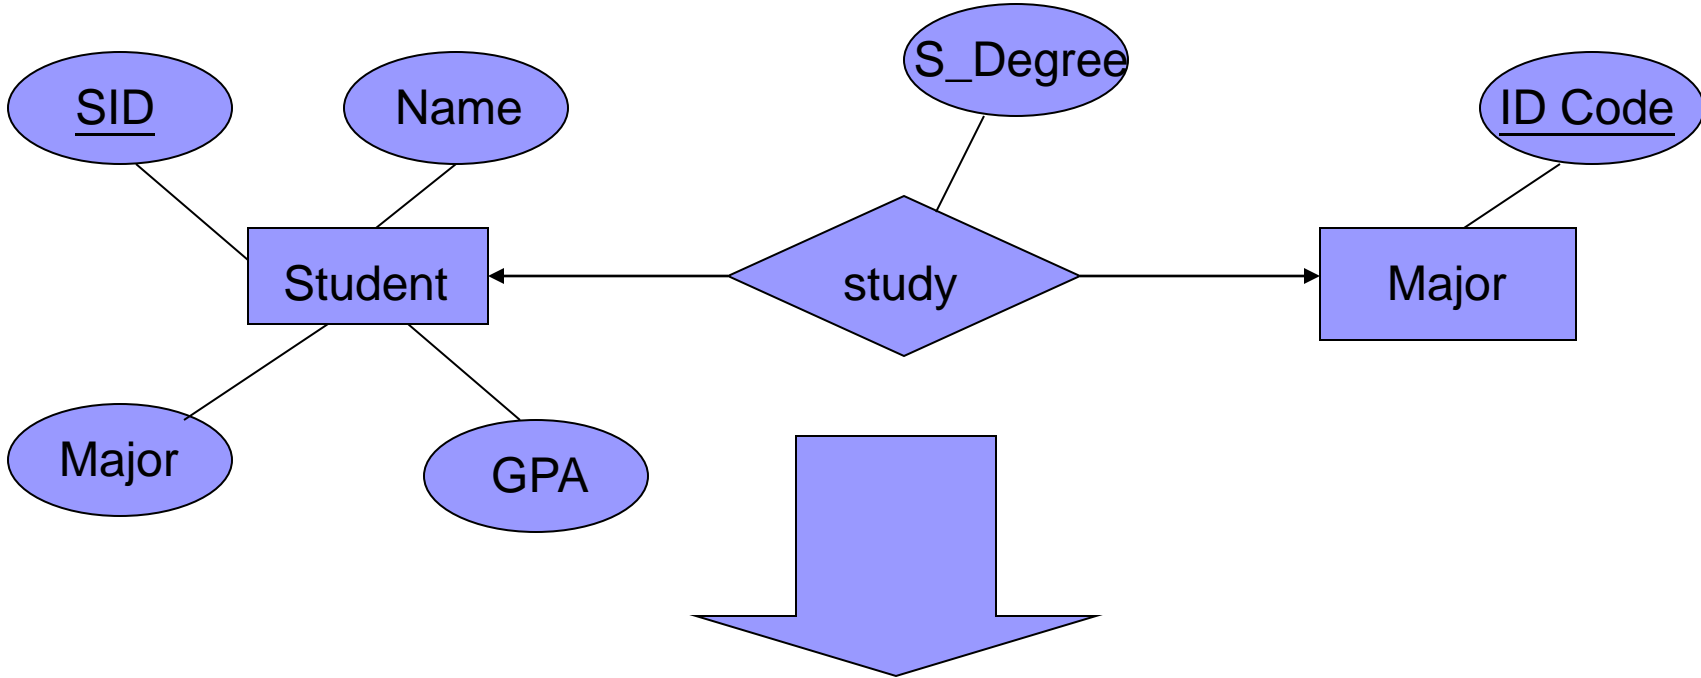 S_Degree
SID
Name
ID Code
Student
study
Major
Major
GPA